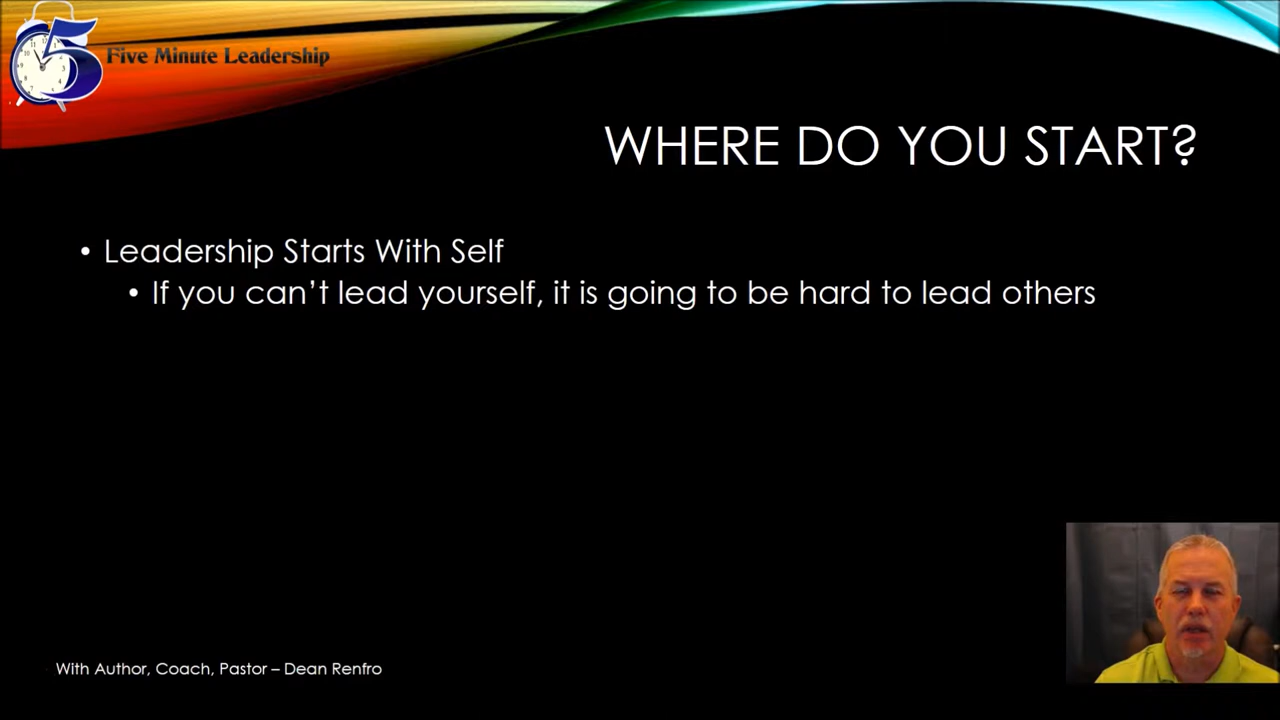 5
Five Minute Leadership
WHERE DO YOU START?
• Leadership Starts With Self
• If you can’t lead yourself, it is going to be hard to lead others
With Author, Coach, Pastor – Dean Renfro